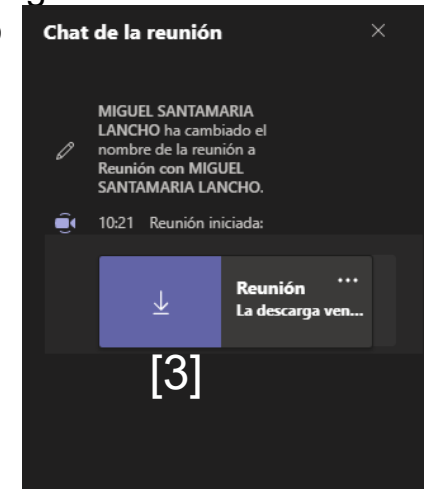 Chat de la reunión
MIGUEL SANTAMARIA
LANCHO ha cambiado el
nombre de la reunión a
Reunión con MIGUEL
SANTAMARIA LANCHO.
10:21 Reunión iniciada:
Reunión ...
La descarga ven...
[3]